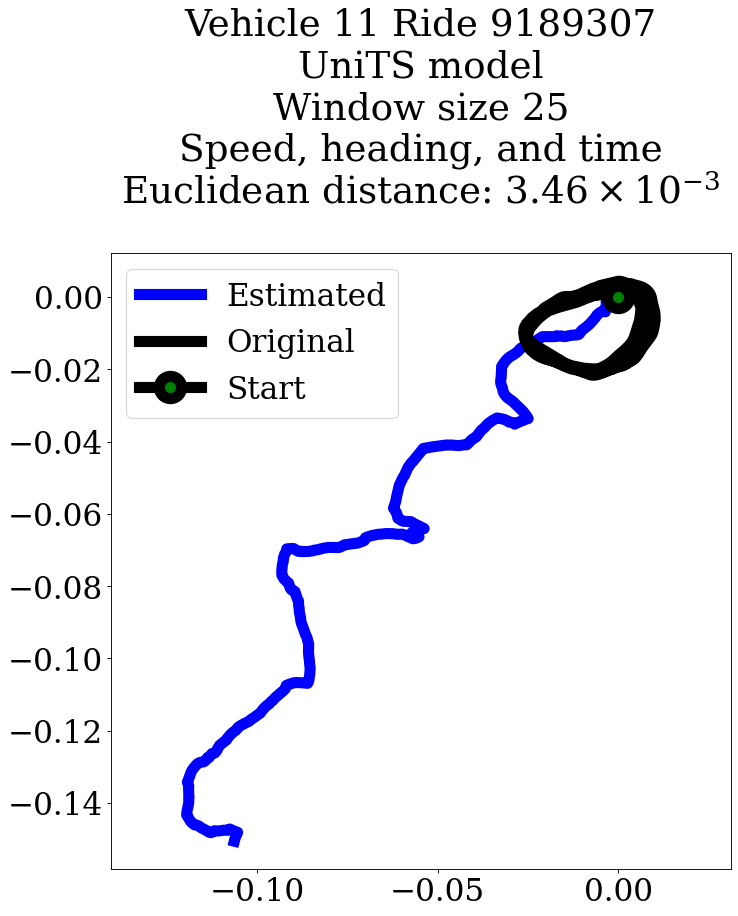 Vehicle 11 Ride 9189307
UniTS model
Window size 25
Speed, heading, and time
Euclidean distance: 3.46 × 10⁻³
Estimated
Original
Start
0.00
−0.02
−0.04
−0.06
−0.08
−0.10
−0.12
−0.14
−0.10 −0.05 0.00